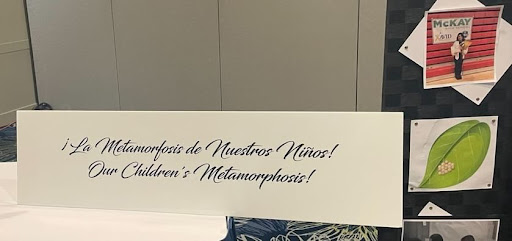 ¡La Metamorfosis de Nuestros Niños!
Our Children's Metamorphosis!
McKAY